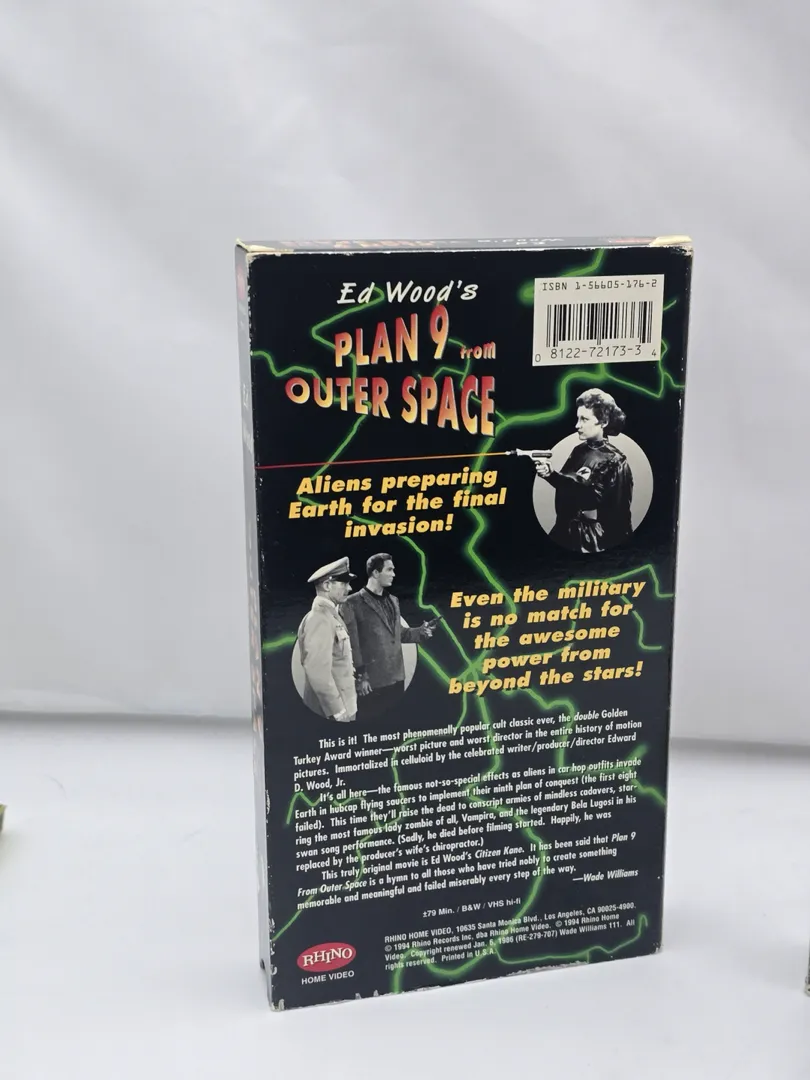 Ed Wood's
PLAN 9 from
OUTER SPACE
ISBN 1-56605-176-2
0 8122-72173-3 4
Aliens preparing
Earth for the final
invasion!
Even the military
is no match for
the awesome
power from
beyond the stars!
This is it! The most phenomenally popular cult classic ever, the double Golden
Turkey Award winner—worst picture and worst director in the entire history of motion
pictures. Immortalized in celluloid by the celebrated writer/producer/director Edward
D. Wood, Jr.
It's all here—the famous not-so-special effects as aliens in car-hop outfits invade
Earth in hubcap flying saucers to implement their ninth plan of conquest (the first eight
failed). This time they'll raise the dead to conscript armies of mindless cadavers, star-
ring the most famous lady zombie of all, Vampira, and the legendary Bela Lugosi in his
swan song performance. (Sadly, he died before filming started. Happily, he was
replaced by the producer's wife's chiropractor.)
This truly original movie is Ed Wood's Citizen Kane. It has been said that Plan 9
From Outer Space is a hymn to all those who have tried nobly to create something
memorable and meaningful and failed miserably every step of the way.
—Wade Williams
±79 Min. / B&W / VHS hi-fi
RHINO HOME VIDEO, 10635 Santa Monica Blvd., Los Angeles, CA 90025-4900.
© 1994 Rhino Records Inc. dba Rhino Home Video. © 1994 Rhino Home
Video. Copyright renewed Jan. 6, 1986 (RE-279-707) Wade Williams 111. All
rights reserved. Printed in U.S.A.
RHINO
HOME VIDEO